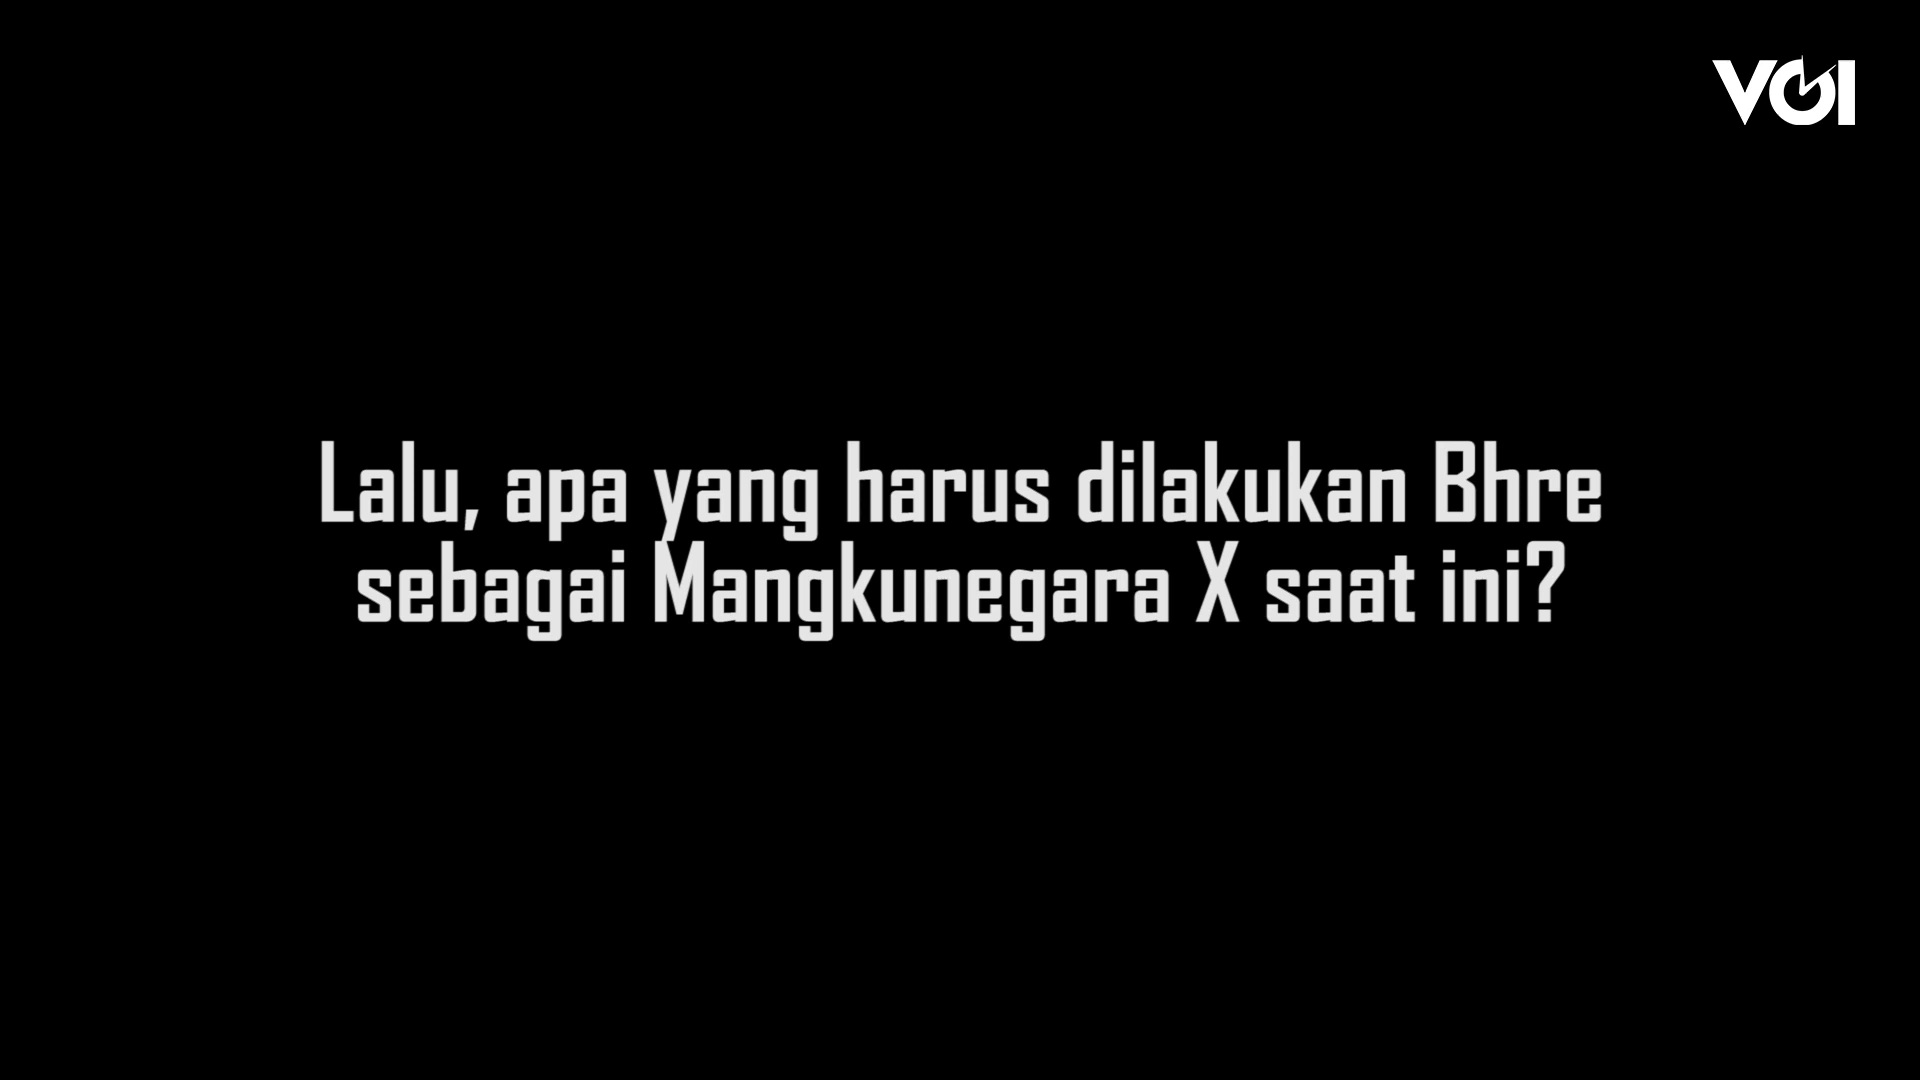 VOI
Lalu, apa yang harus dilakukan Bhre
sebagai Mangkunegara X saat ini?